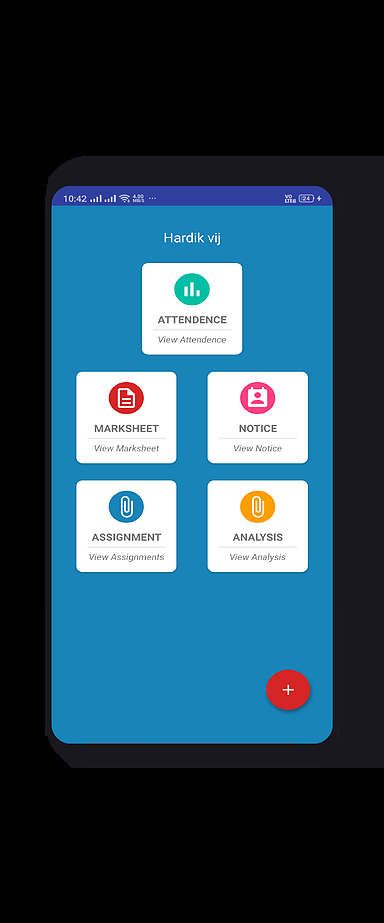 10:42 4.00 MB/S ... VO LTE 24
Hardik vij
ATTENDENCE
View Attendence
MARKSHEET
View Marksheet
NOTICE
View Notice
ASSIGNMENT
View Assignments
ANALYSIS
View Analysis
+